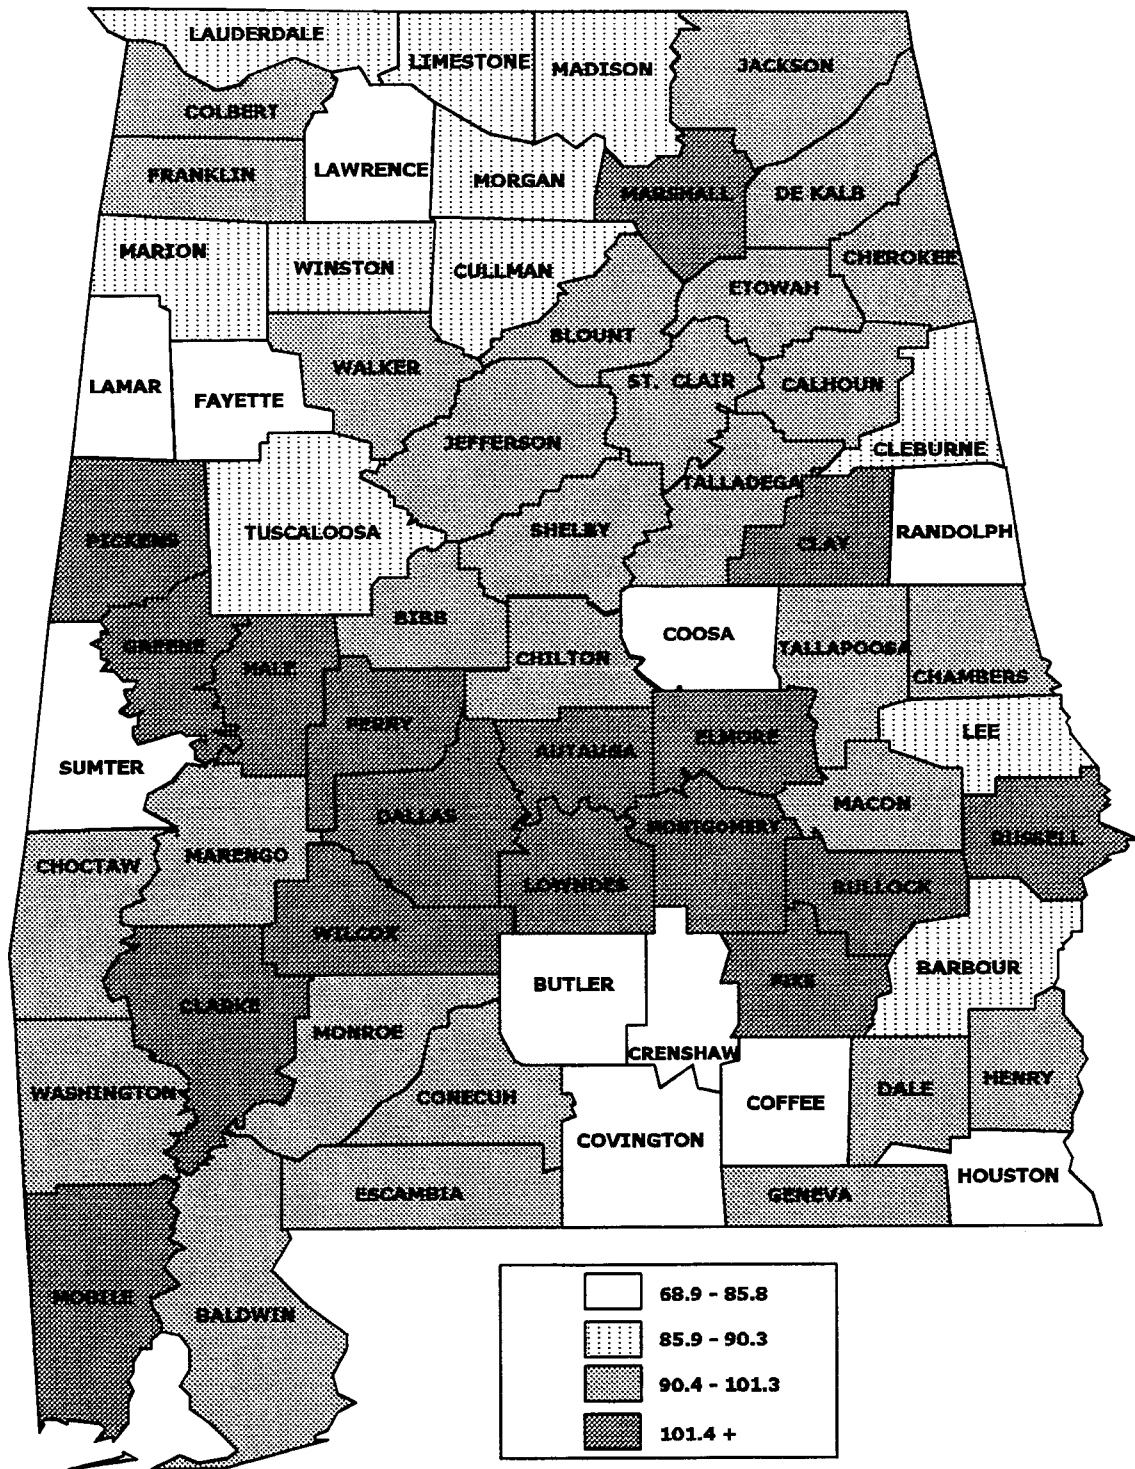 LAUDERDALE
LIMESTONE
MADISON
JACKSON
COLBERT
LAWRENCE
FRANKLIN
MORGAN
MARSHALL
DE KALB
MARION
WINSTON
CULLMAN
CHEROKEE
ETOWAH
BLOUNT
LAMAR
FAYETTE
WALKER
ST. CLAIR
CALHOUN
JEFFERSON
CLEBURNE
TALLADEGA
PICKENS
TUSCALOOSA
SHELBY
CLAY
RANDOLPH
BIBB
COOSA
GREENE
HALE
CHILTON
TALLAPOOSA
CHAMBERS
PERRY
AUTAUGA
ELMORE
LEE
SUMTER
DALLAS
MACON
MONTGOMERY
RUSSELL
CHOCTAW
MARENGO
LOWNDES
BULLOCK
WILCOX
BUTLER
PIKE
BARBOUR
CLARKE
MONROE
CRENSHAW
WASHINGTON
CONECUH
COVINGTON
COFFEE
DALE
HENRY
ESCAMBIA
GENEVA
HOUSTON
MOBILE
BALDWIN
68.9 - 85.8
85.9 - 90.3
90.4 - 101.3
101.4 +